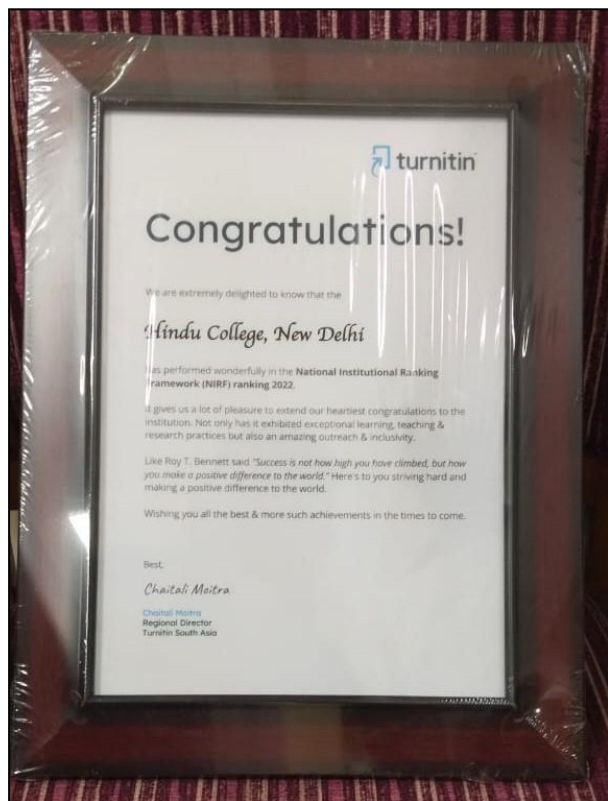 turnitin
Congratulations!
We are extremely delighted to know that the
Hindu College, New Delhi
has performed wonderfully in the National Institutional Ranking
Framework (NIRF) ranking 2022.
It gives us a lot of pleasure to extend our heartiest congratulations to the
institution. Not only has it exhibited exceptional learning, teaching &
research practices but also an amazing outreach & inclusivity.
Like Roy T. Bennett said "Success is not how high you have climbed, but how
you make a positive difference to the world." Here's to you striving hard and
making a positive difference to the world.
Wishing you all the best & more such achievements in the times to come.
Best,
Chaitali Moitra
Chaitali Moitra
Regional Director
Turnitin South Asia